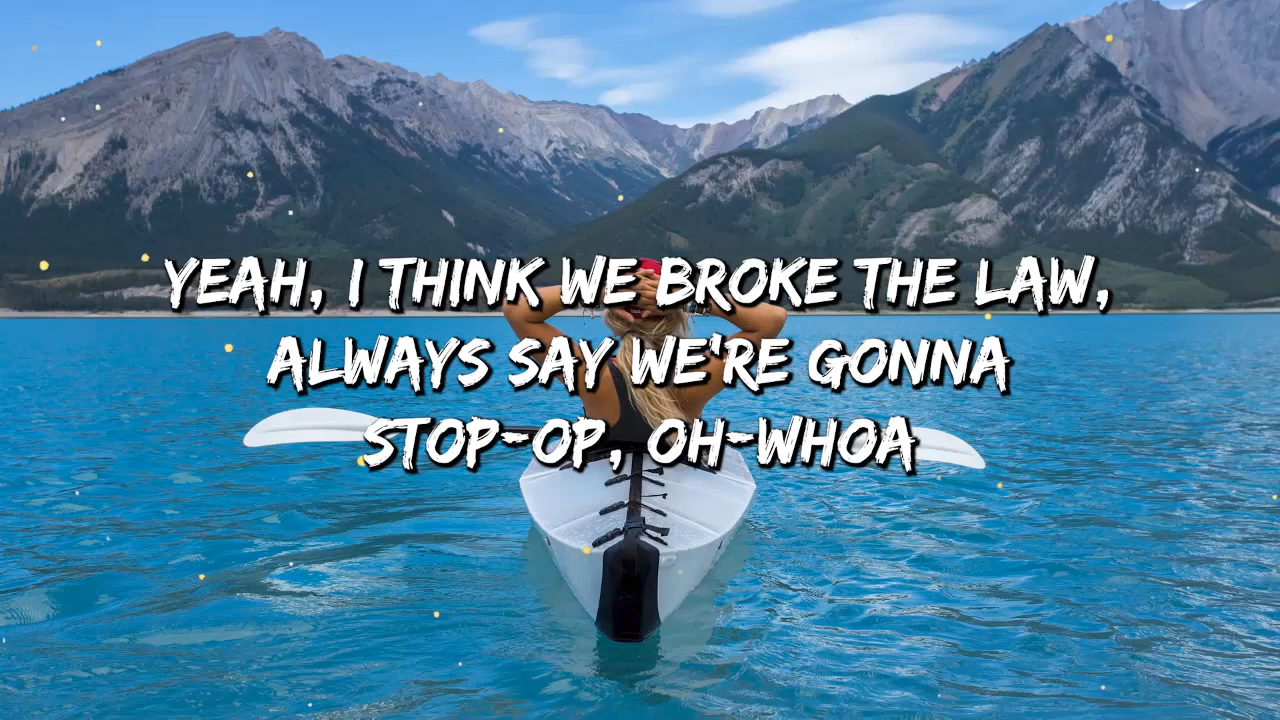 YEAH, I THINK WE BROKE THE LAW,
ALWAYS SAY WE'RE GONNA
STOP-OP, OH-WHOA